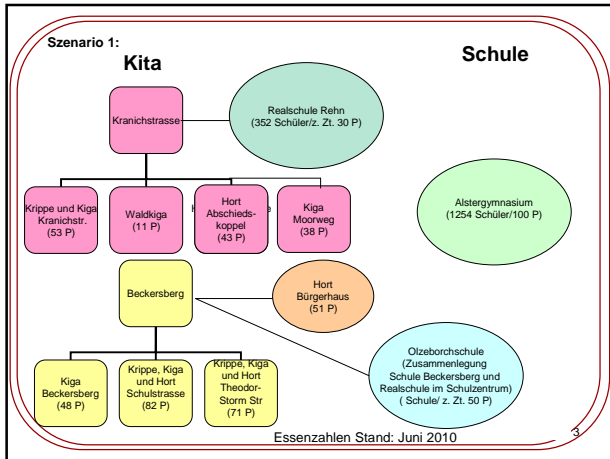 Szenario 1:
Kita
Schule
Kranichstrasse
Realschule Rehn
(352 Schüler/z. Zt. 30 P)
Krippe und Kiga
Kranichstr.
(53 P)
Waldkiga
(11 P)
Hort
Abschieds-
koppel
(43 P)
Kiga
Moorweg
(38 P)
Alstergymnasium
(1254 Schüler/100 P)
Beckersberg
Hort
Bürgerhaus
(51 P)
Kiga
Beckersberg
(48 P)
Krippe, Kiga
und Hort
Schulstrasse
(82 P)
Krippe, Kiga
und Hort
Theodor-
Storm Str
(71 P)
Olzeborchschule
(Zusammenlegung
Schule Beckersberg und
Realschule im Schulzentrum)
( Schule/ z. Zt. 50 P)
Essenzahlen Stand: Juni 2010
3